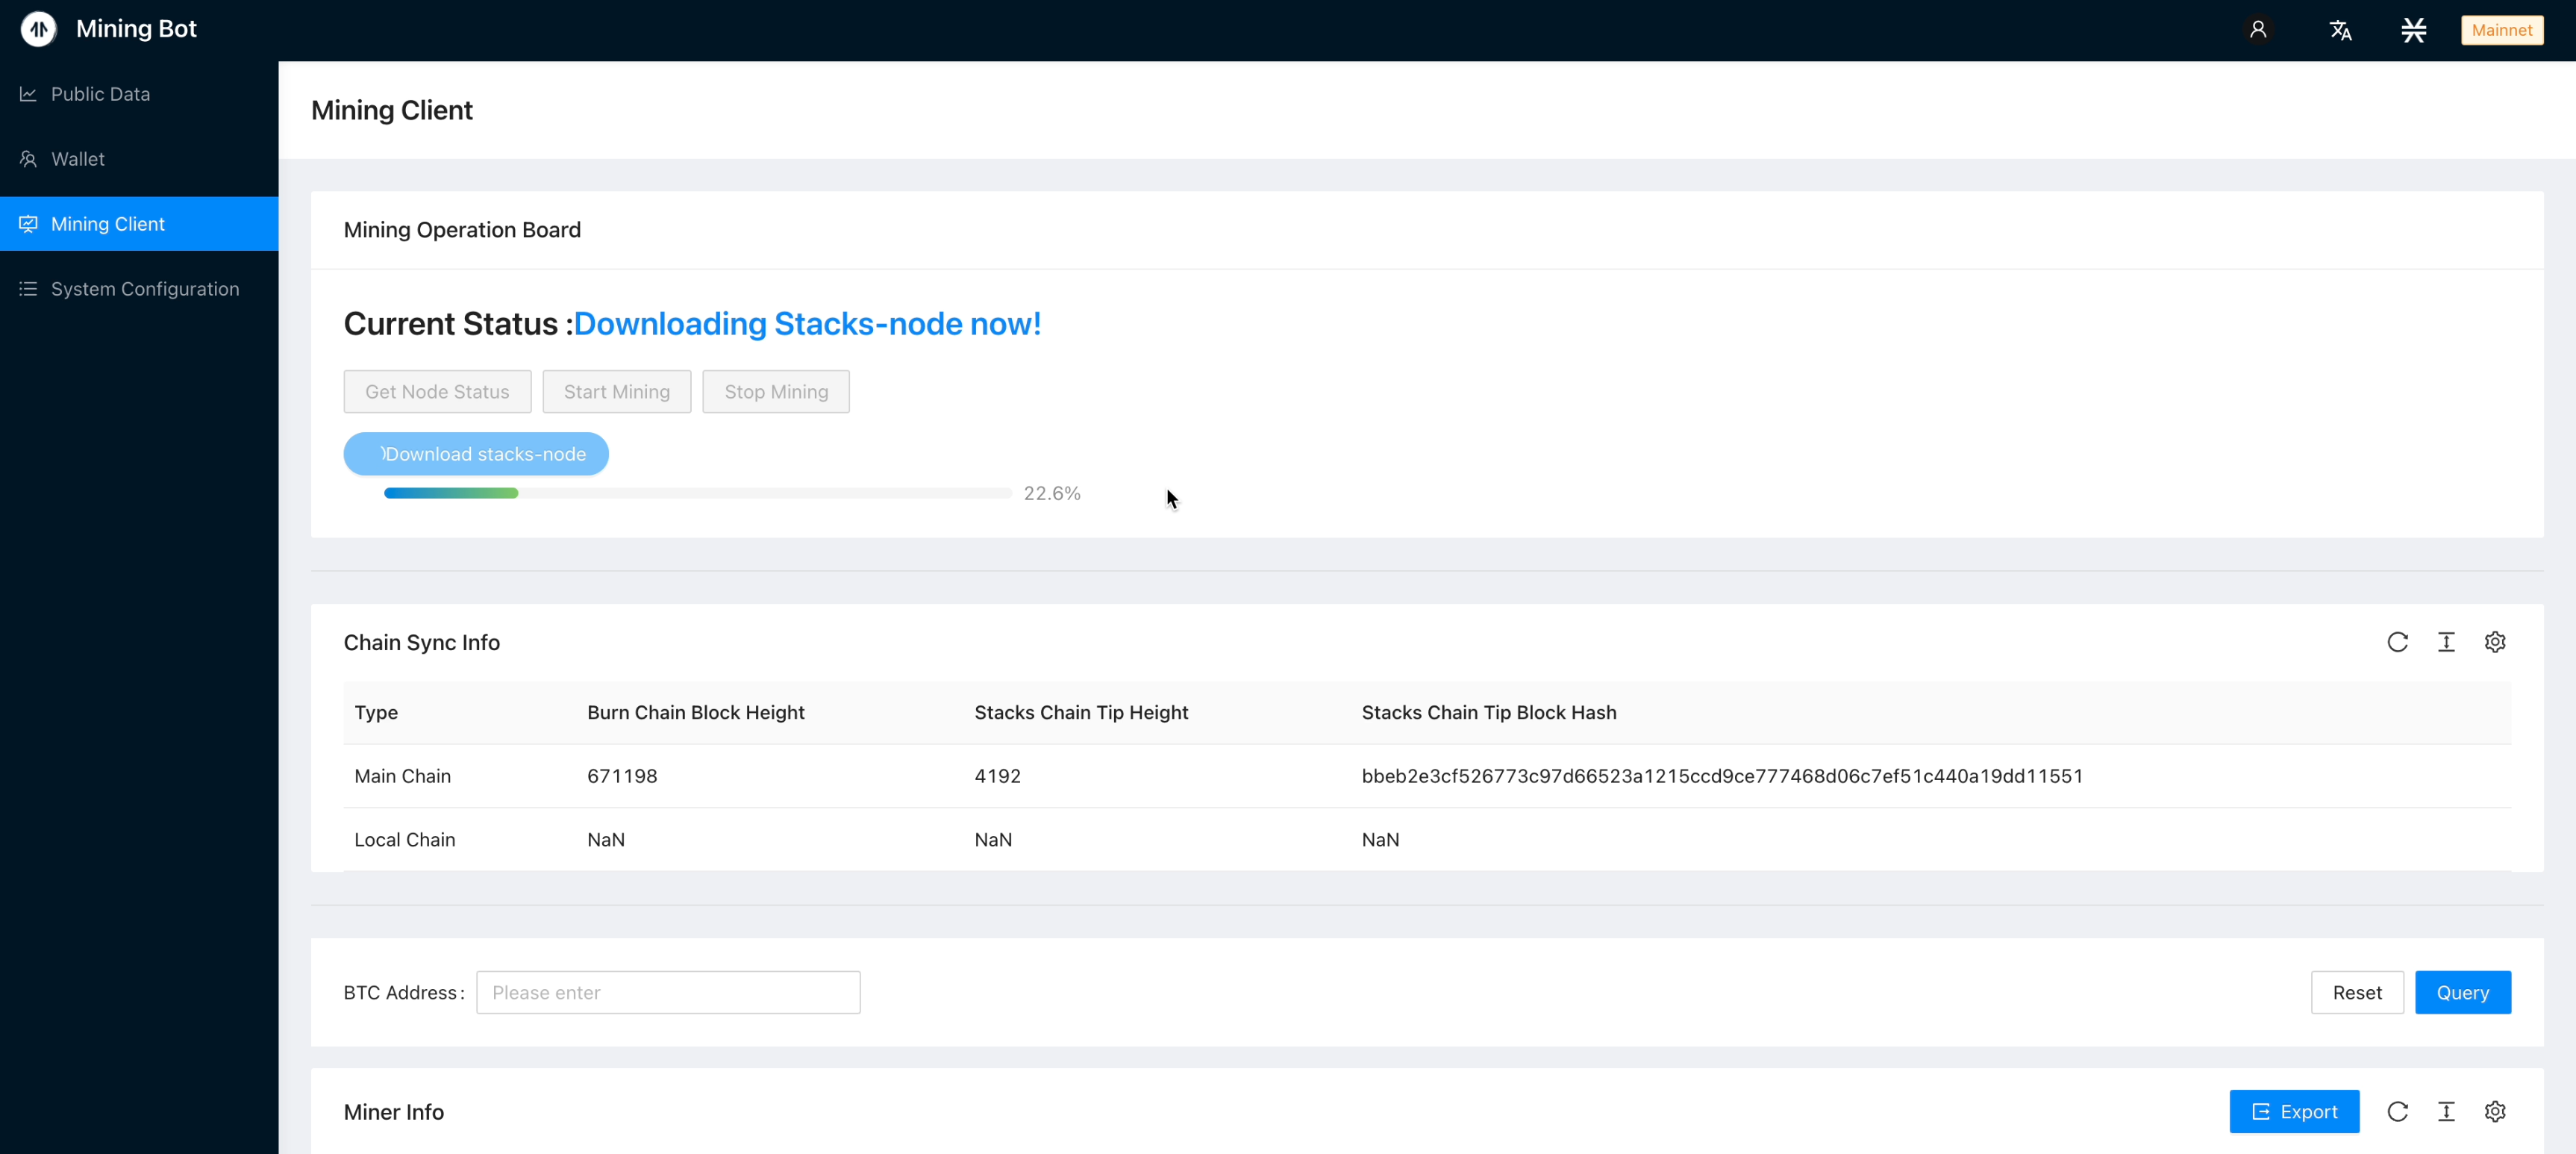 Mining Bot
Mainnet
Public Data
Wallet
Mining Client
System Configuration
Mining Client
Mining Operation Board
Current Status :Downloading Stacks-node now!
Get Node Status Start Mining Stop Mining
Download stacks-node
22.6%
Chain Sync Info
Type Burn Chain Block Height Stacks Chain Tip Height Stacks Chain Tip Block Hash
Main Chain 671198 4192 bbeb2e3cf526773c97d66523a1215ccd9ce777468d06c7ef51c440a19dd11551
Local Chain NaN NaN NaN
BTC Address : Please enter Reset Query
Miner Info Export